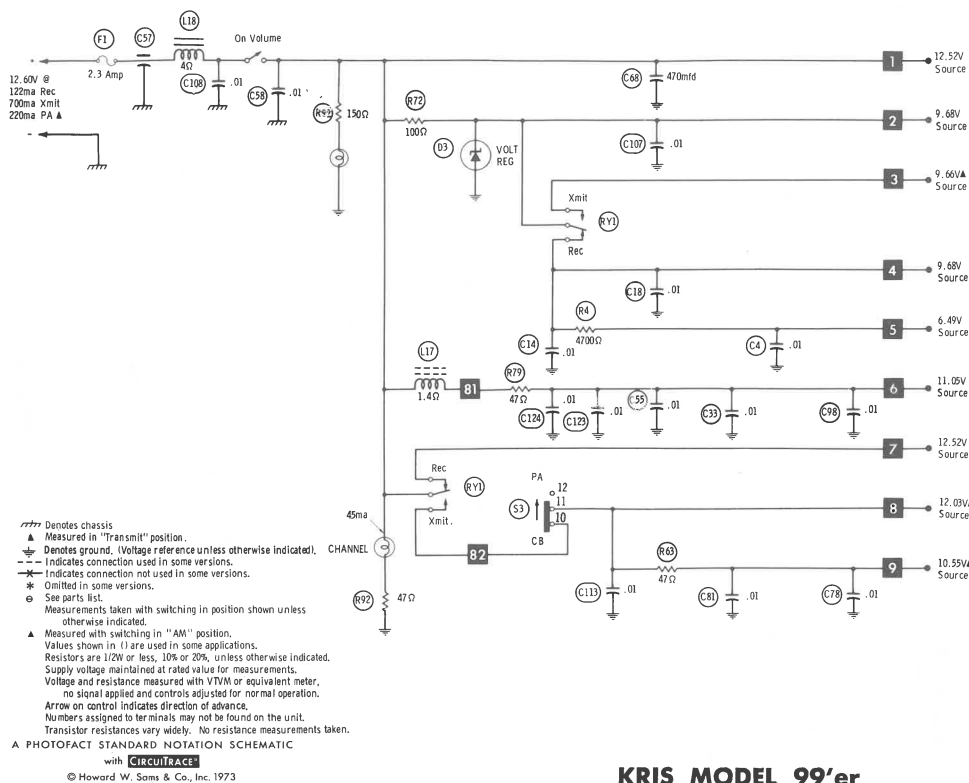 F1
C57
L18
On Volume
2.3 Amp
4Ω
C108
.01
C58
.01
12.60V @
122ma Rec
700ma Xmit
220ma PA ▲
+
-
150Ω
C68
470mfd
1
12.52V
Source
R72
100Ω
D3
VOLT
REG
C107
.01
2
9.68V
Source
3
9.66V▲
Source
Xmit
RY1
Rec
4
9.68V
Source
C18
.01
R4
4700Ω
C14
.01
C4
.01
5
6.49V
Source
L17
1.4Ω
81
R79
47Ω
C124
.01
C123
.01
C55
.01
C33
.01
C98
.01
6
11.05V
Source
7
12.52V
Source
Rec
RY1
Xmit.
82
PA
12
11
10
S3
CB
8
12.03V
Source
45ma
CHANNEL
R92
47Ω
R63
47Ω
C113
.01
C81
.01
C78
.01
9
10.55V▲
Source
Denotes chassis
▲ Measured in "Transmit" position.
Denotes ground. (Voltage reference unless otherwise indicated).
--- Indicates connection used in some versions.
Indicates connection not used in some versions.
* Omitted in some versions.
⊖ See parts list.
Measurements taken with switching in position shown unless
otherwise indicated.
▲ Measured with switching in "AM" position.
Values shown in () are used in some applications.
Resistors are 1/2W or less, 10% or 20%, unless otherwise indicated.
Supply voltage maintained at rated value for measurements.
Voltage and resistance measured with VTVM or equivalent meter,
no signal applied and controls adjusted for normal operation.
Arrow on control indicates direction of advance.
Numbers assigned to terminals may not be found on the unit.
Transistor resistances vary widely. No resistance measurements taken.
A PHOTOFACT STANDARD NOTATION SCHEMATIC
with CIRCUITRACE
© Howard W. Sams & Co., Inc. 1973
KRIS MODEL 99'er